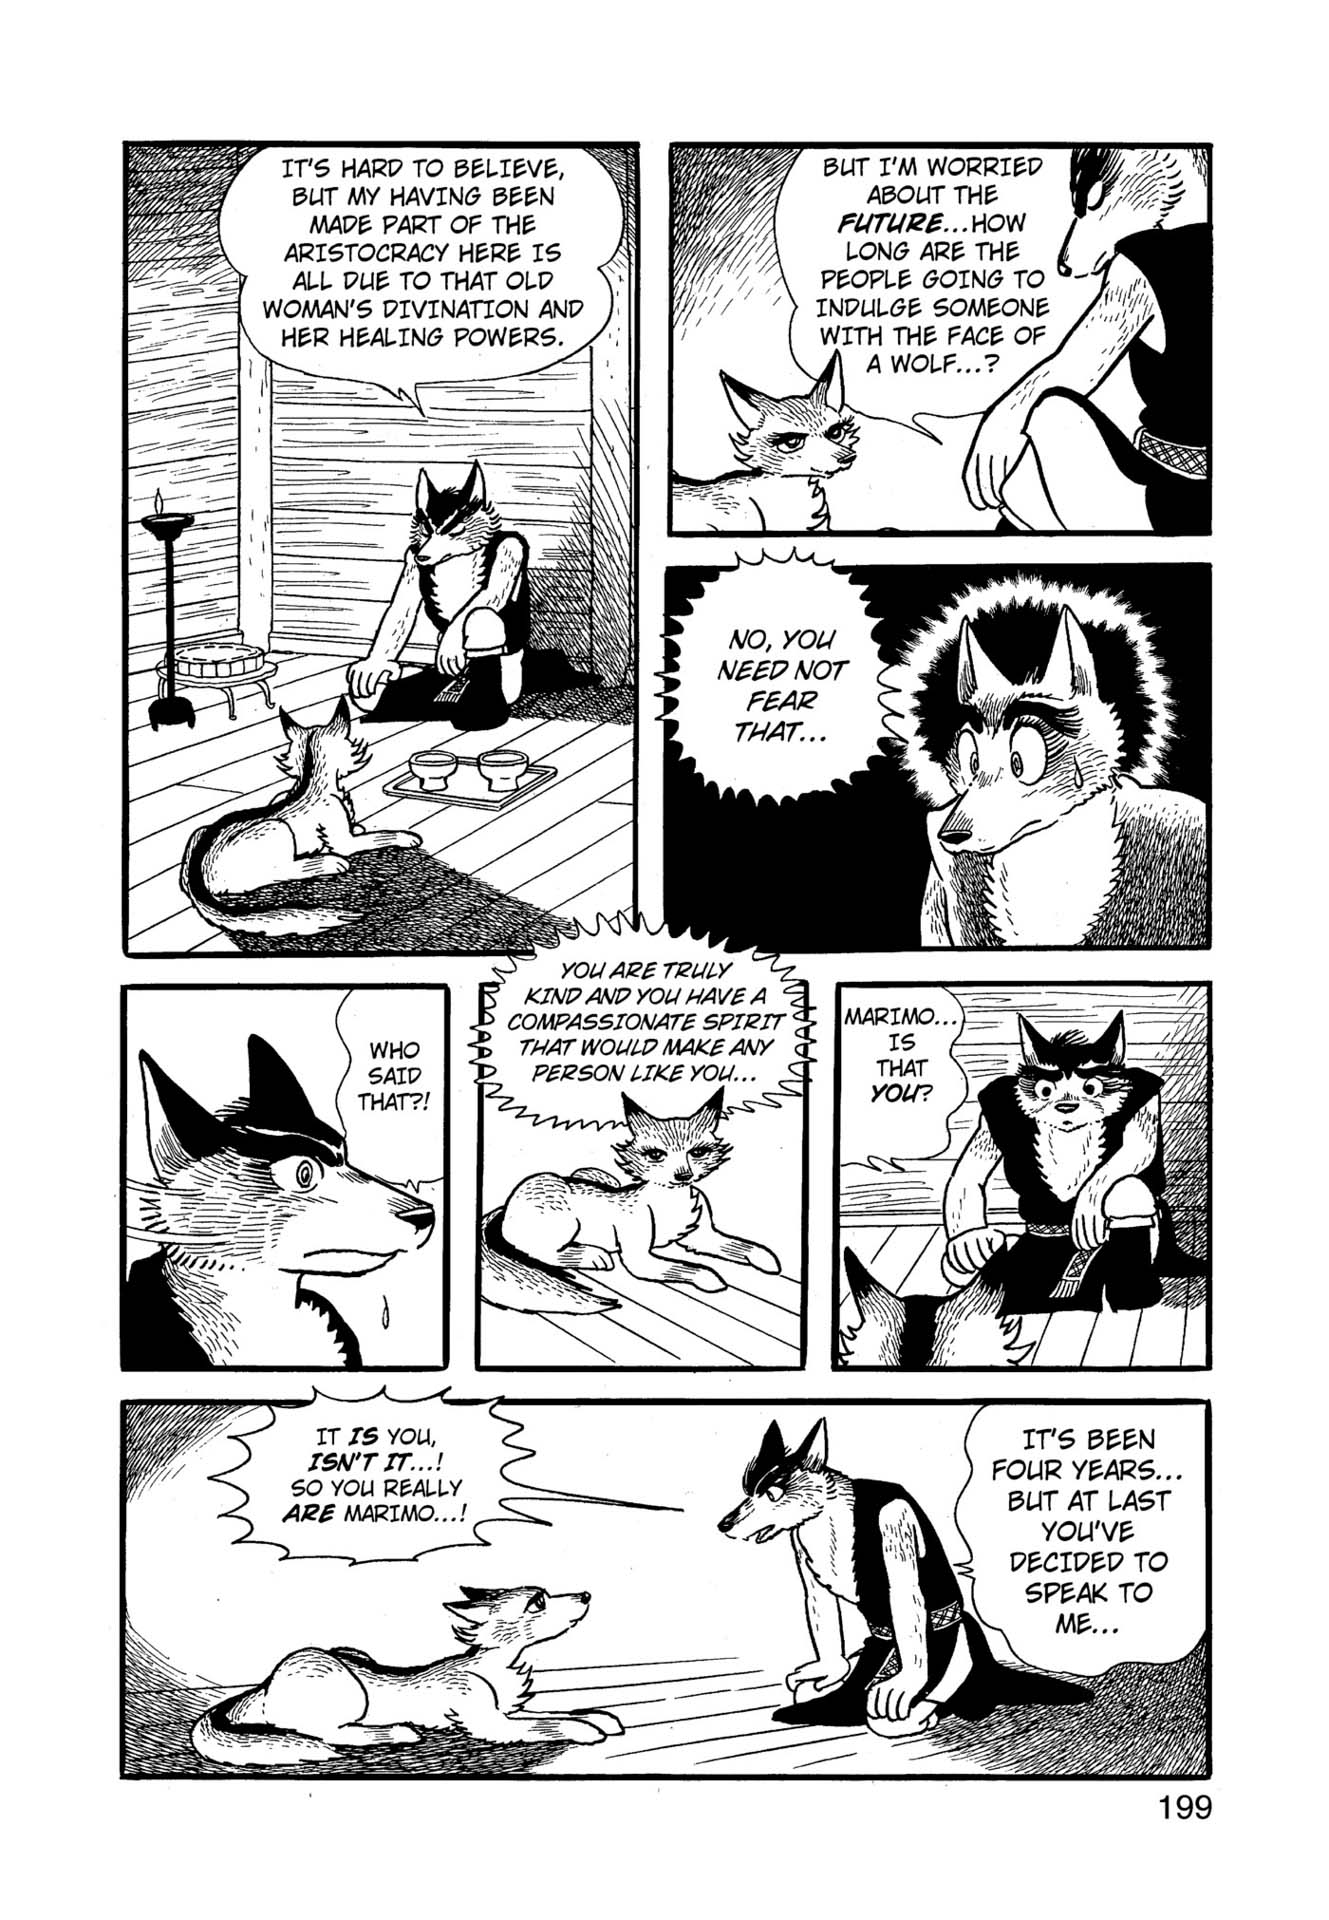 IT'S HARD TO BELIEVE,
BUT MY HAVING BEEN
MADE PART OF THE
ARISTOCRACY HERE IS
ALL DUE TO THAT OLD
WOMAN'S DIVINATION AND
HER HEALING POWERS.
BUT I'M WORRIED
ABOUT THE
FUTURE...HOW
LONG ARE THE
PEOPLE GOING TO
INDULGE SOMEONE
WITH THE FACE OF
A WOLF...?
NO, YOU
NEED NOT
FEAR
THAT...
WHO
SAID
THAT?!
YOU ARE TRULY
KIND AND YOU HAVE A
COMPASSIONATE SPIRIT
THAT WOULD MAKE ANY
PERSON LIKE YOU...
MARIMO...
IS
THAT
YOU?
IT IS YOU,
ISN'T IT...!
SO YOU REALLY
ARE MARIMO...!
IT'S BEEN
FOUR YEARS...
BUT AT LAST
YOU'VE
DECIDED TO
SPEAK TO
ME...
199